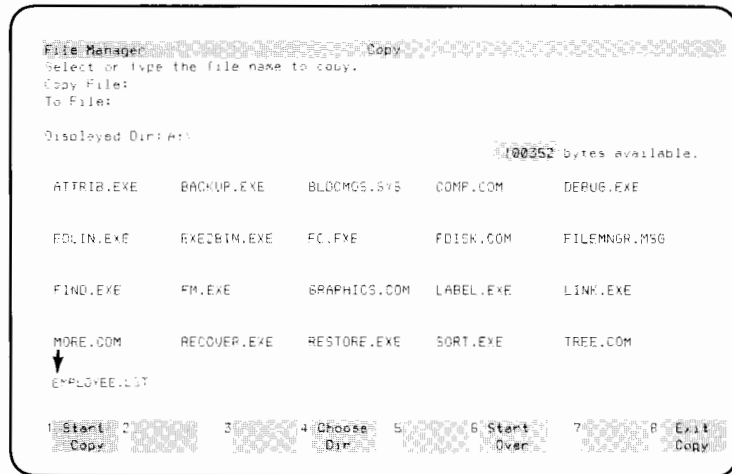 File Manager Copy
Select or type the file name to copy.
Copy File:
To File:
Displayed Dir: A:\
100352 bytes available.
ATTRIB.EXE BACKUP.EXE BLDCMOS.SYS COMP.COM DEBUG.EXE
EDLIN.EXE EXE2BIN.EXE FC.EXE FDISK.COM FILEMNGR.MSG
FIND.EXE FM.EXE GRAPHICS.COM LABEL.EXE LINK.EXE
MORE.COM RECOVER.EXE RESTORE.EXE SORT.EXE TREE.COM
EMPLOYEE.LST
1 Start 2 3 4 Choose 5 6 Start 7 8 Exit
Copy Dir Over Copy